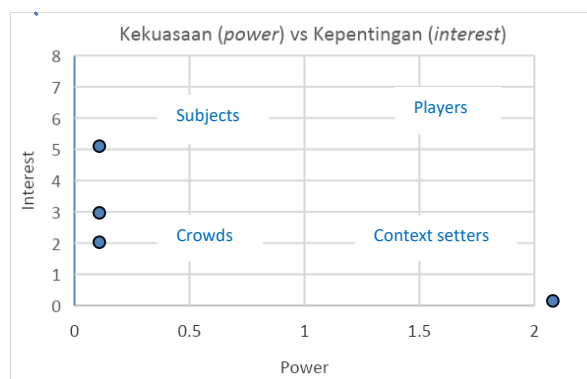 Kekuasaan (power) vs Kepentingan (interest)
8
7
6
5
4
3
2
1
0
Interest
Subjects
Players
Crowds
Context setters
0
0.5
1
1.5
2
Power